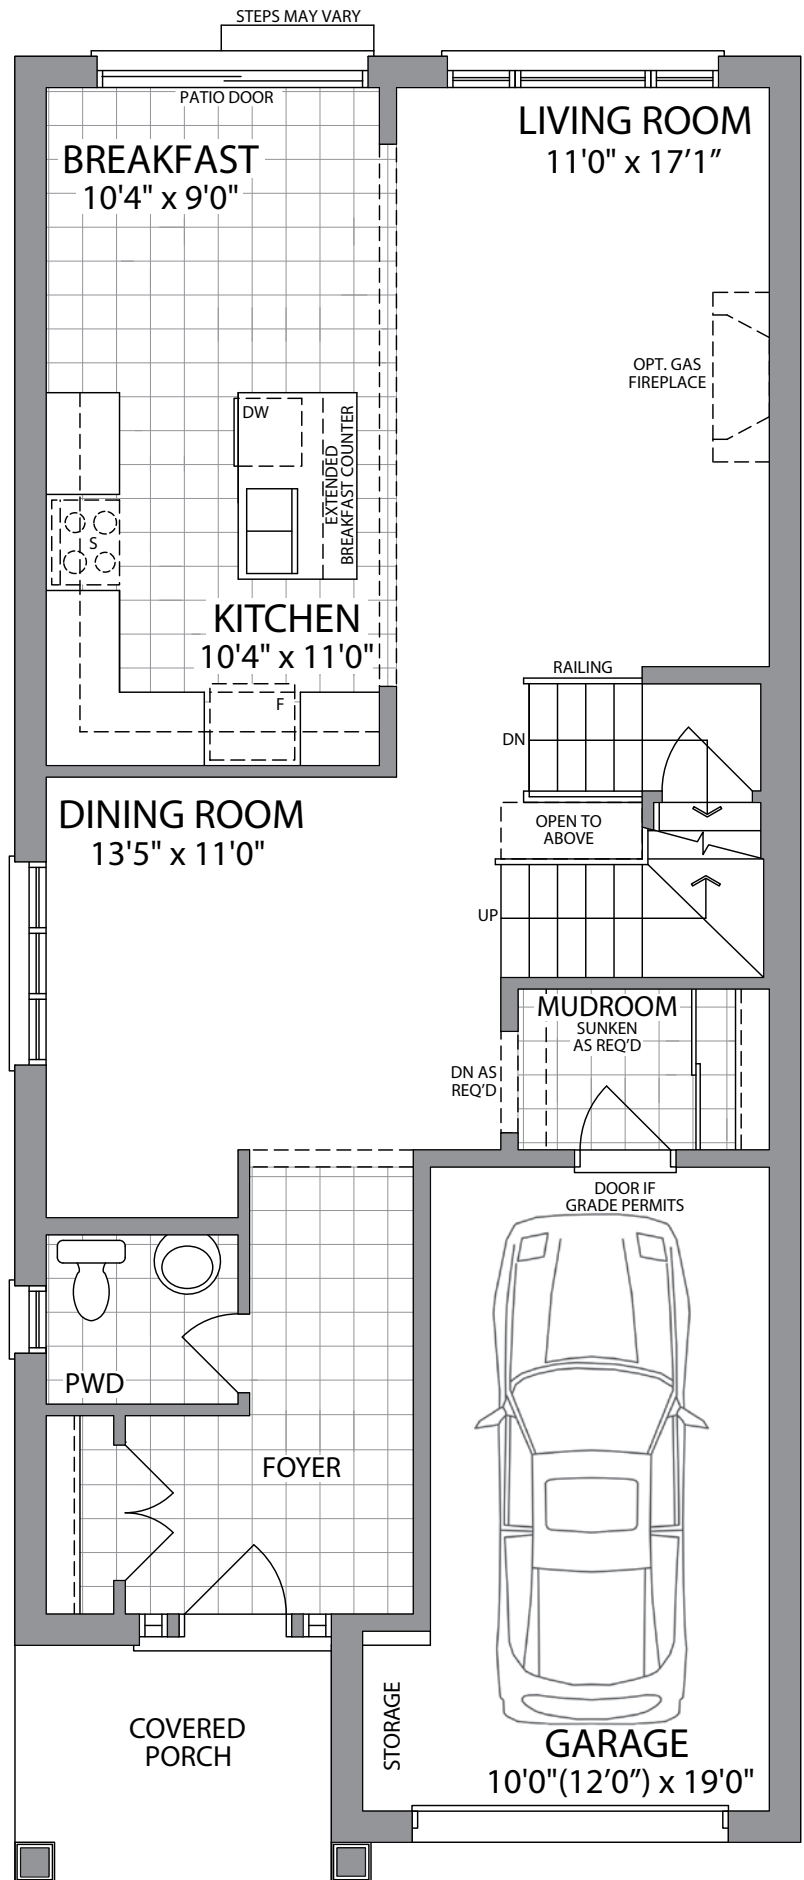 STEPS MAY VARY
PATIO DOOR
BREAKFAST
10'4" x 9'0"
LIVING ROOM
11'0" x 17'1"
OPT. GAS
FIREPLACE
DW
EXTENDED
BREAKFAST COUNTER
S
KITCHEN
10'4" x 11'0"
F
RAILING
DN
OPEN TO
ABOVE
UP
DINING ROOM
13'5" x 11'0"
MUDROOM
SUNKEN
AS REQ'D
DN AS
REQ'D
DOOR IF
GRADE PERMITS
PWD
FOYER
COVERED
PORCH
STORAGE
GARAGE
10'0"(12'0") x 19'0"